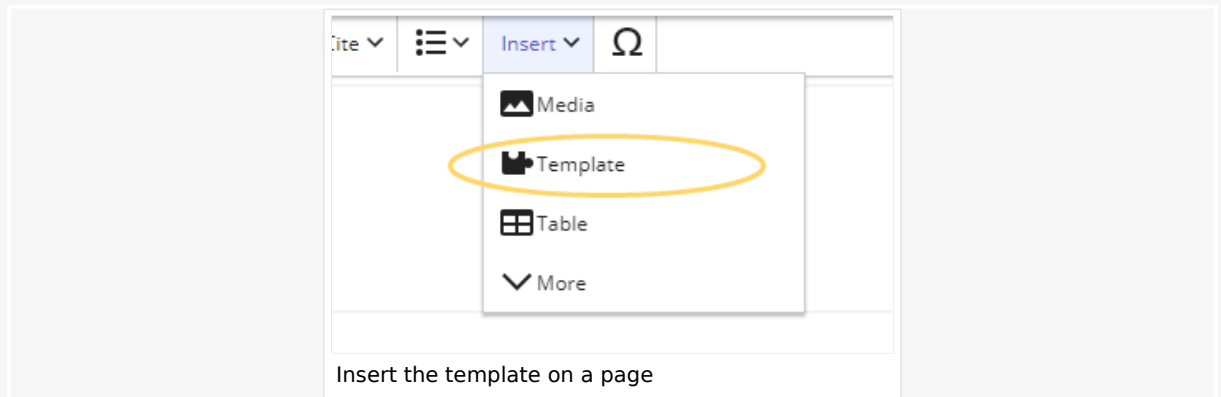 Insert Ω
Media
Template
Table
More
Insert the template on a page